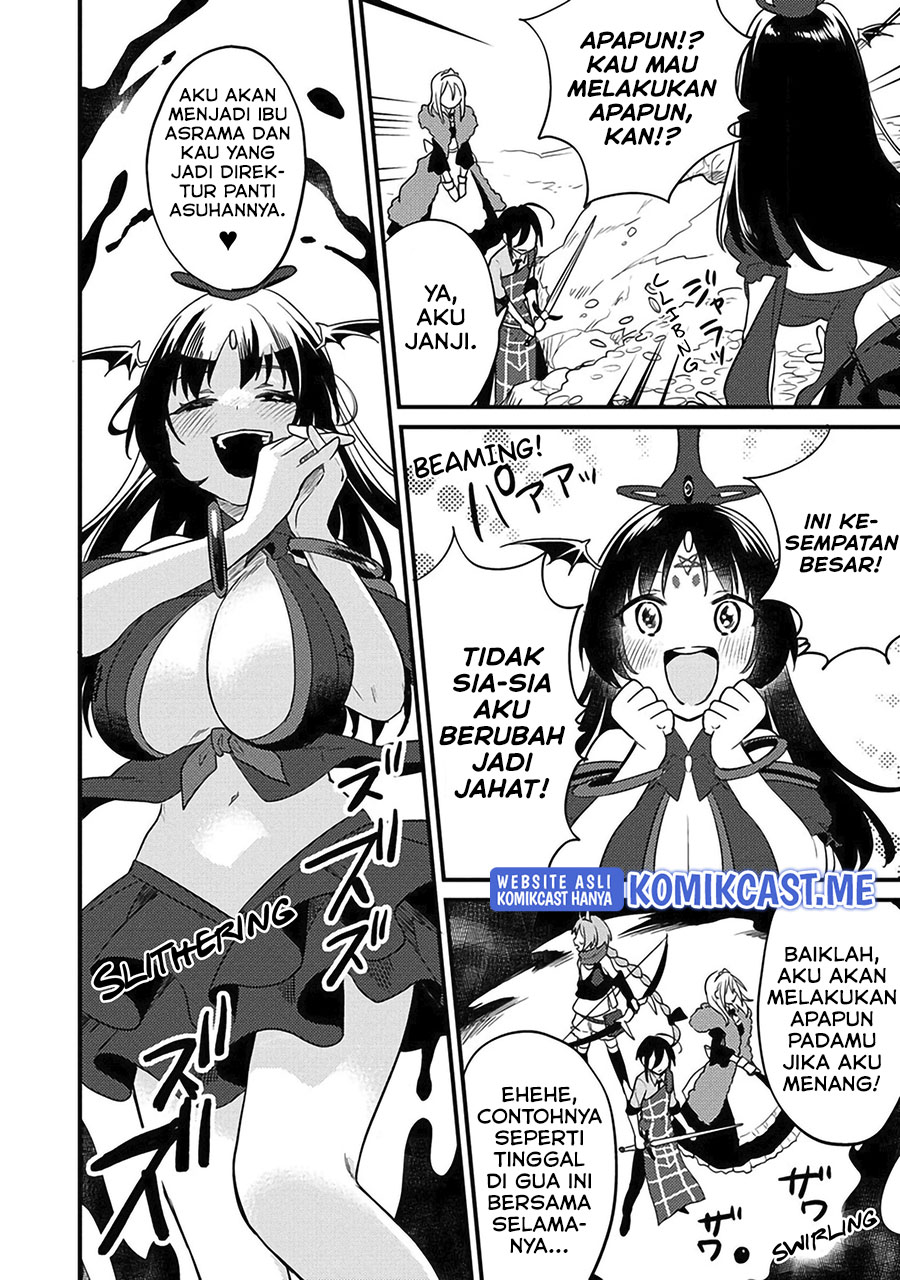 APAPUN!?
KAU MAU
MELAKUKAN
APAPUN,
KAN!?
YA,
AKU
JANJI.
CLIBING
ジャラ
BEAMING!
パアアッ
INI KE-
SEMPATAN
BESAR!
TIDAK
SIA-SIA
AKU
BERUBAH
JADI
JAHAT!
WEBSITE ASLI
KOMIKCAST HANYA
KOMIKCAST.ME
BAIKLAH,
AKU AKAN
MELAKUKAN
APAPUN
PADAMU
JIKA AKU
MENANG!
EHEHE,
CONTOHNYA
SEPERTI
TINGGAL
DI GUA INI
BERSAMA
SELAMA-
NYA...
ザワ
ザワ
SWIRLING
AKU AKAN
MENJADI IBU
ASRAMA DAN
KAU YANG
JADI DIREK-
TUR PANTI
ASUHANNYA.
♥
ズズズ
SLITHERING
ズズズ